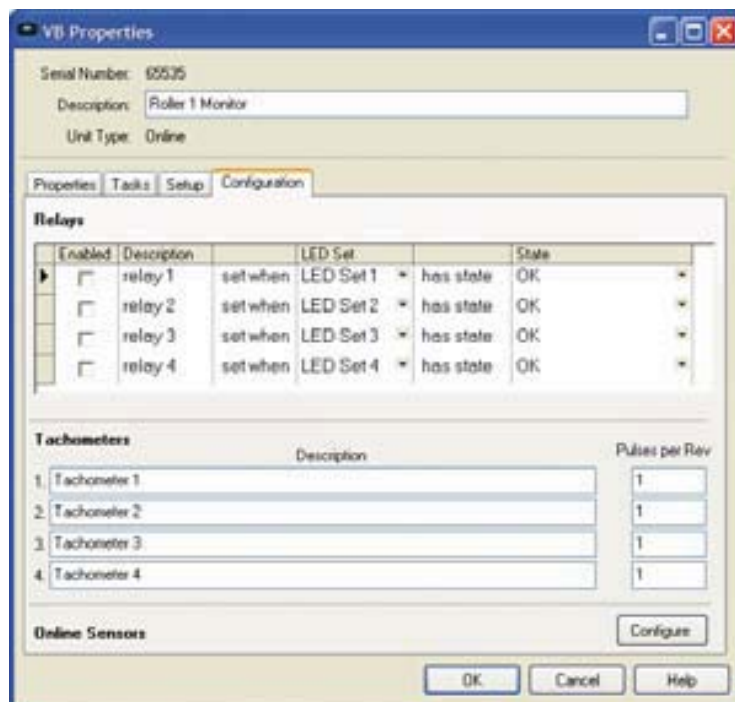 VB Properties
Serial Number: 65535
Description: Roller 1 Monitor
Unit Type: Online
Properties Tasks Setup Configuration
Relays
Enabled Description LED Set State
relay 1 set when LED Set 1 has state OK
relay 2 set when LED Set 2 has state OK
relay 3 set when LED Set 3 has state OK
relay 4 set when LED Set 4 has state OK
Tachometers
Description Pulses per Rev
1. Tachometer 1 1
2. Tachometer 2 1
3. Tachometer 3 1
4. Tachometer 4 1
Online Sensors Configure
OK Cancel Help